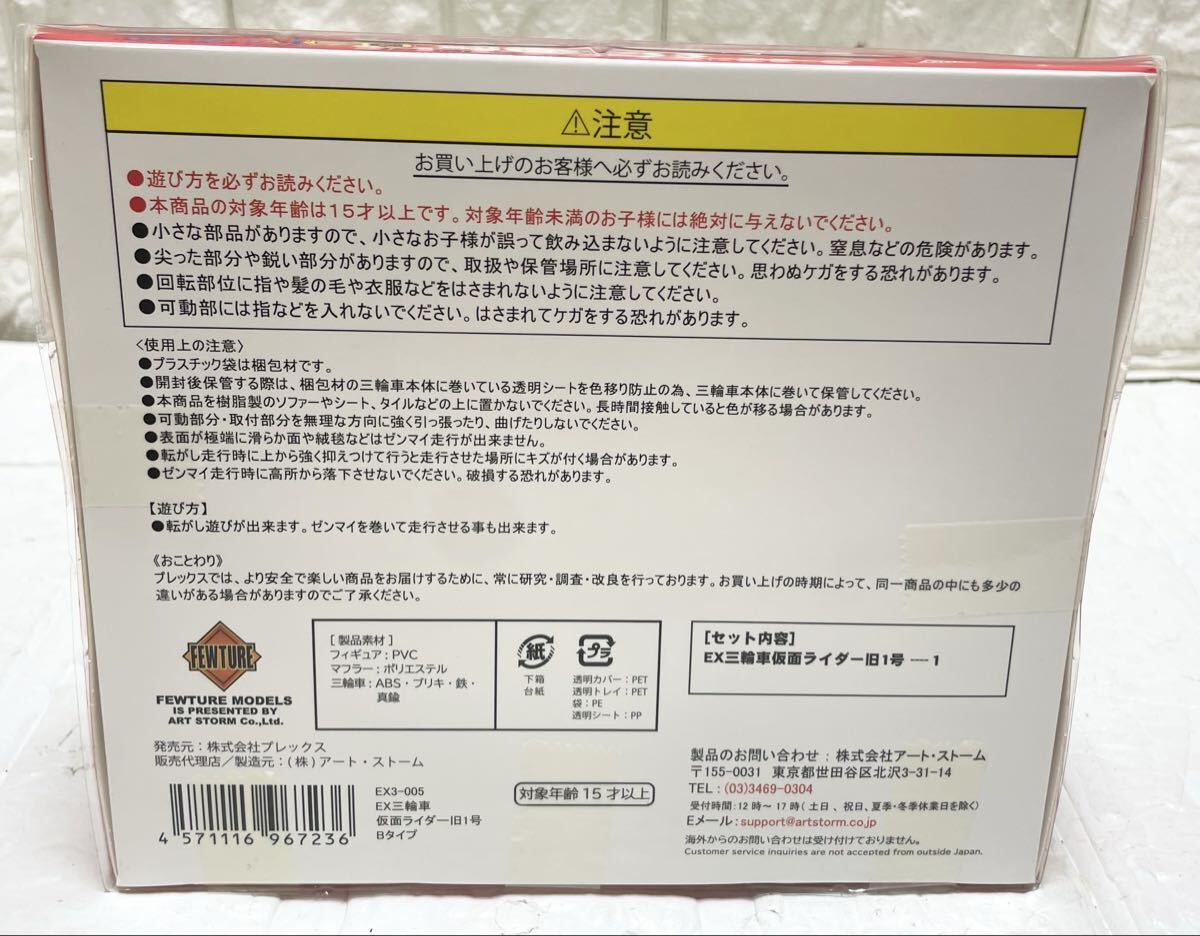 ⚠注意
お買い上げのお客様へ必ずお読みください。
●遊び方を必ずお読みください。
●本商品の対象年齢は15才以上です。対象年齢未満のお子様には絶対に与えないでください。
●小さな部品がありますので、小さなお子様が誤って飲み込まないように注意してください。窒息などの危険があります。
●尖った部分や鋭い部分がありますので、取扱や保管場所に注意してください。思わぬケガをする恐れがあります。
●回転部位に指や髪の毛や衣服などをはさまれないように注意してください。
●可動部には指などを入れないでください。はさまれてケガをする恐れがあります。
〈使用上の注意〉
●プラスチック袋は梱包材です。
●開封後保管する際は、梱包材の三輪車本体に巻いている透明シートを色移り防止の為、三輪車本体に巻いて保管してください。
●本商品を樹脂製のソファーやシート、タイルなどの上に置かないでください。長時間接触していると色が移る場合があります。
●可動部分・取付部分を無理な方向に強く引っ張ったり、曲げたりしないでください。
●表面が極端に滑らか面や絨毯などはゼンマイ走行が出来ません。
●転がし走行時に上から強く抑えつけて行うと走行させた場所にキズが付く場合があります。
●ゼンマイ走行時に高所から落下させないでください。破損する恐れがあります。
【遊び方】
●転がし遊びが出来ます。ゼンマイを巻いて走行させる事も出来ます。
《おことわり》
プレックスでは、より安全で楽しい商品をお届けするために、常に研究・調査・改良を行っております。お買い上げの時期によって、同一商品の中にも多少の
違いがある場合がありますのでご了承ください。
FEWTURE
FEWTURE MODELS
IS PRESENTED BY
ART STORM Co.,Ltd.
[製品素材]
フィギュア：PVC
マフラー：ポリエステル
三輪車：ABS・ブリキ・鉄・
真鍮
紙
下箱
台紙
プラ
透明カバー：PET
透明トレイ：PET
袋：PE
透明シート：PP
[セット内容]
EX三輪車仮面ライダー旧1号 ---1
発売元：株式会社プレックス
販売代理店／製造元：(株)アート・ストーム
4 571116 967236
EX3-005
EX三輪車
仮面ライダー旧1号
Bタイプ
対象年齢15才以上
製品のお問い合わせ：株式会社アート・ストーム
〒155-0031 東京都世田谷区北沢3-31-14
TEL：(03)3469-0304
受付時間：12時～17時(土日、祝日、夏季・冬季休業日を除く)
Eメール：support@artstorm.co.jp
海外からのお問い合わせは受け付けておりません。
Customer service inquiries are not accepted from outside Japan.